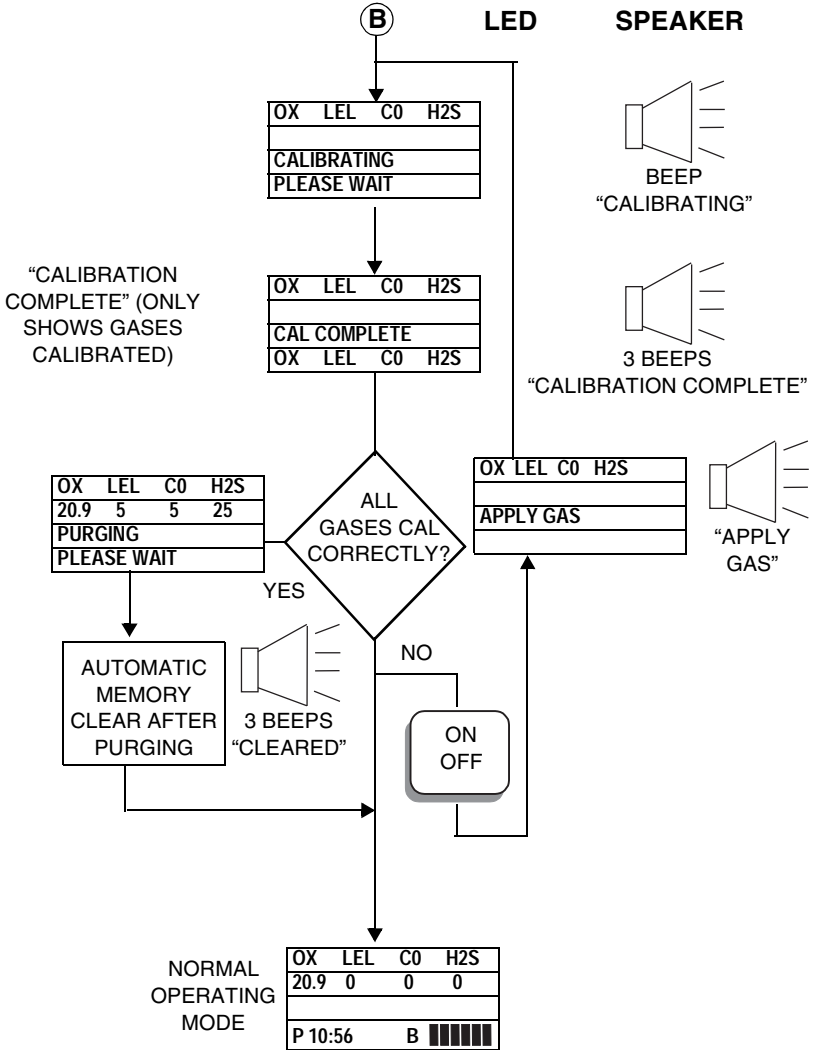 B LED SPEAKER
OX LEL C0 H2S
CALIBRATING
PLEASE WAIT
BEEP
“CALIBRATING”
“CALIBRATION
COMPLETE” (ONLY
SHOWS GASES
CALIBRATED)
OX LEL C0 H2S
CAL COMPLETE
OX LEL C0 H2S
3 BEEPS
“CALIBRATION COMPLETE”
OX LEL C0 H2S
20.9 5 5 25
PURGING
PLEASE WAIT
ALL
GASES CAL
CORRECTLY?
OX LEL C0 H2S
APPLY GAS
“APPLY
GAS”
YES
NO
AUTOMATIC
MEMORY
CLEAR AFTER
PURGING
3 BEEPS
“CLEARED”
ON
OFF
NORMAL
OPERATING
MODE
OX LEL C0 H2S
20.9 0 0 0
P 10:56 B